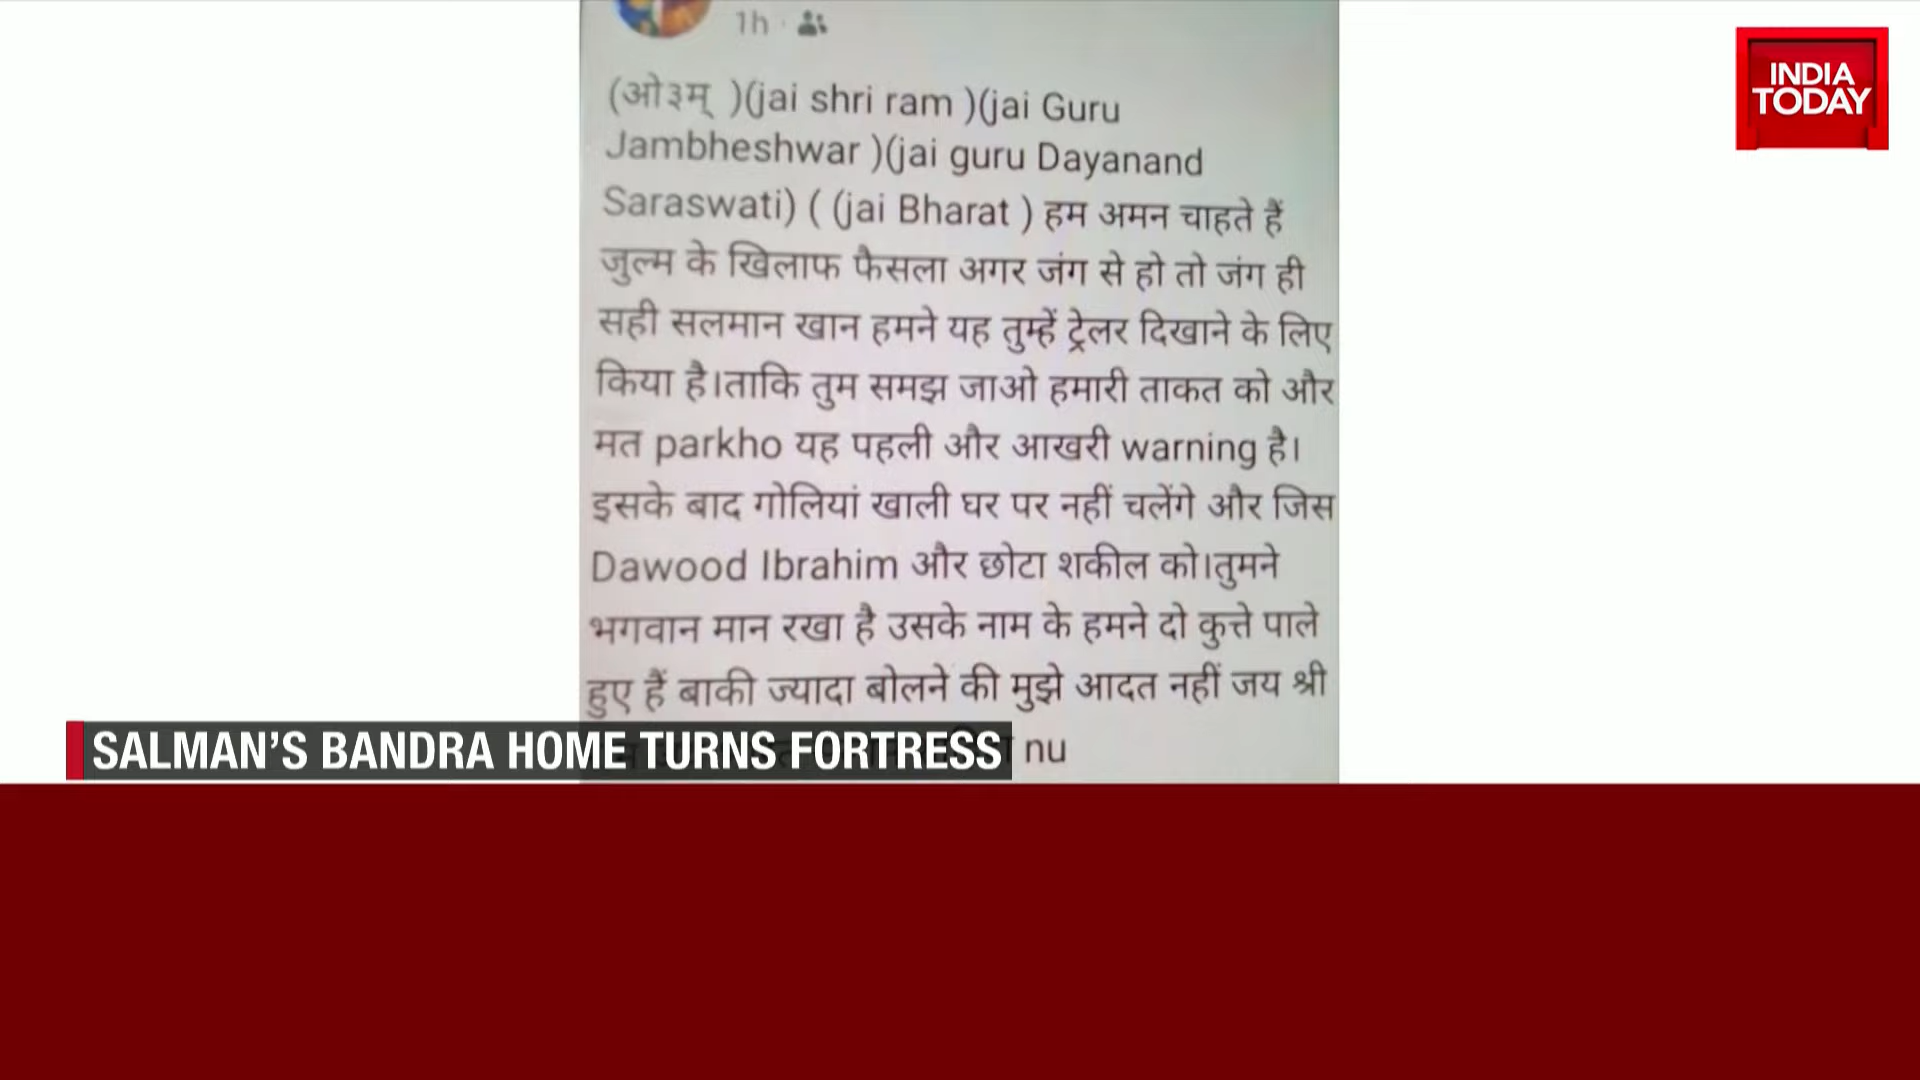 1h
INDIA
TODAY
(ओ३म् )(jai shri ram )(jai Guru
Jambheshwar )(jai guru Dayanand
Saraswati) ( (jai Bharat ) हम अमन चाहते हैं
जुल्म के खिलाफ फैसला अगर जंग से हो तो जंग ही
सही सलमान खान हमने यह तुम्हें ट्रेलर दिखाने के लिए
किया है।ताकि तुम समझ जाओ हमारी ताकत को और
मत parkho यह पहली और आखरी warning है।
इसके बाद गोलियां खाली घर पर नहीं चलेंगे और जिस
Dawood Ibrahim और छोटा शकील को।तुमने
भगवान मान रखा है उसके नाम के हमने दो कुत्ते पाले
हुए हैं बाकी ज्यादा बोलने की मुझे आदत नहीं जय श्री
nu
SALMAN'S BANDRA HOME TURNS FORTRESS